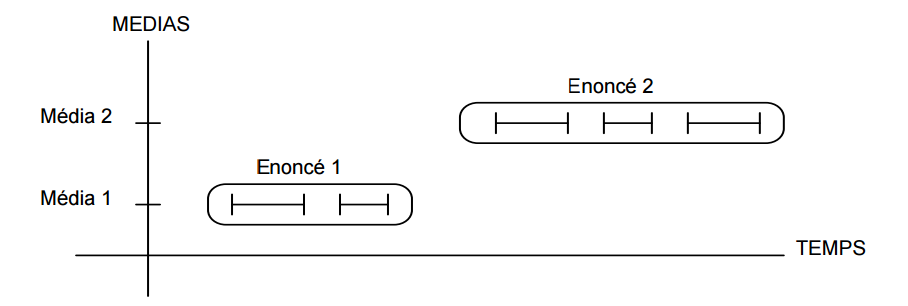 MEDIAS
Enoncé 2
Média 2
Enoncé 1
Média 1
TEMPS